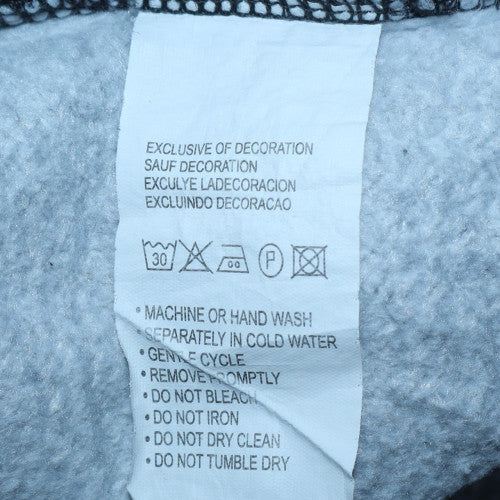 EXCLUSIVE OF DECORATION
SAUF DECORATION
EXCULYE LADECORACION
EXCLUINDO DECORACAO
30 P
• MACHINE OR HAND WASH
• SEPARATELY IN COLD WATER
• GENTLE CYCLE
• REMOVE PROMPTLY
• DO NOT BLEACH
• DO NOT IRON
• DO NOT DRY CLEAN
• DO NOT TUMBLE DRY